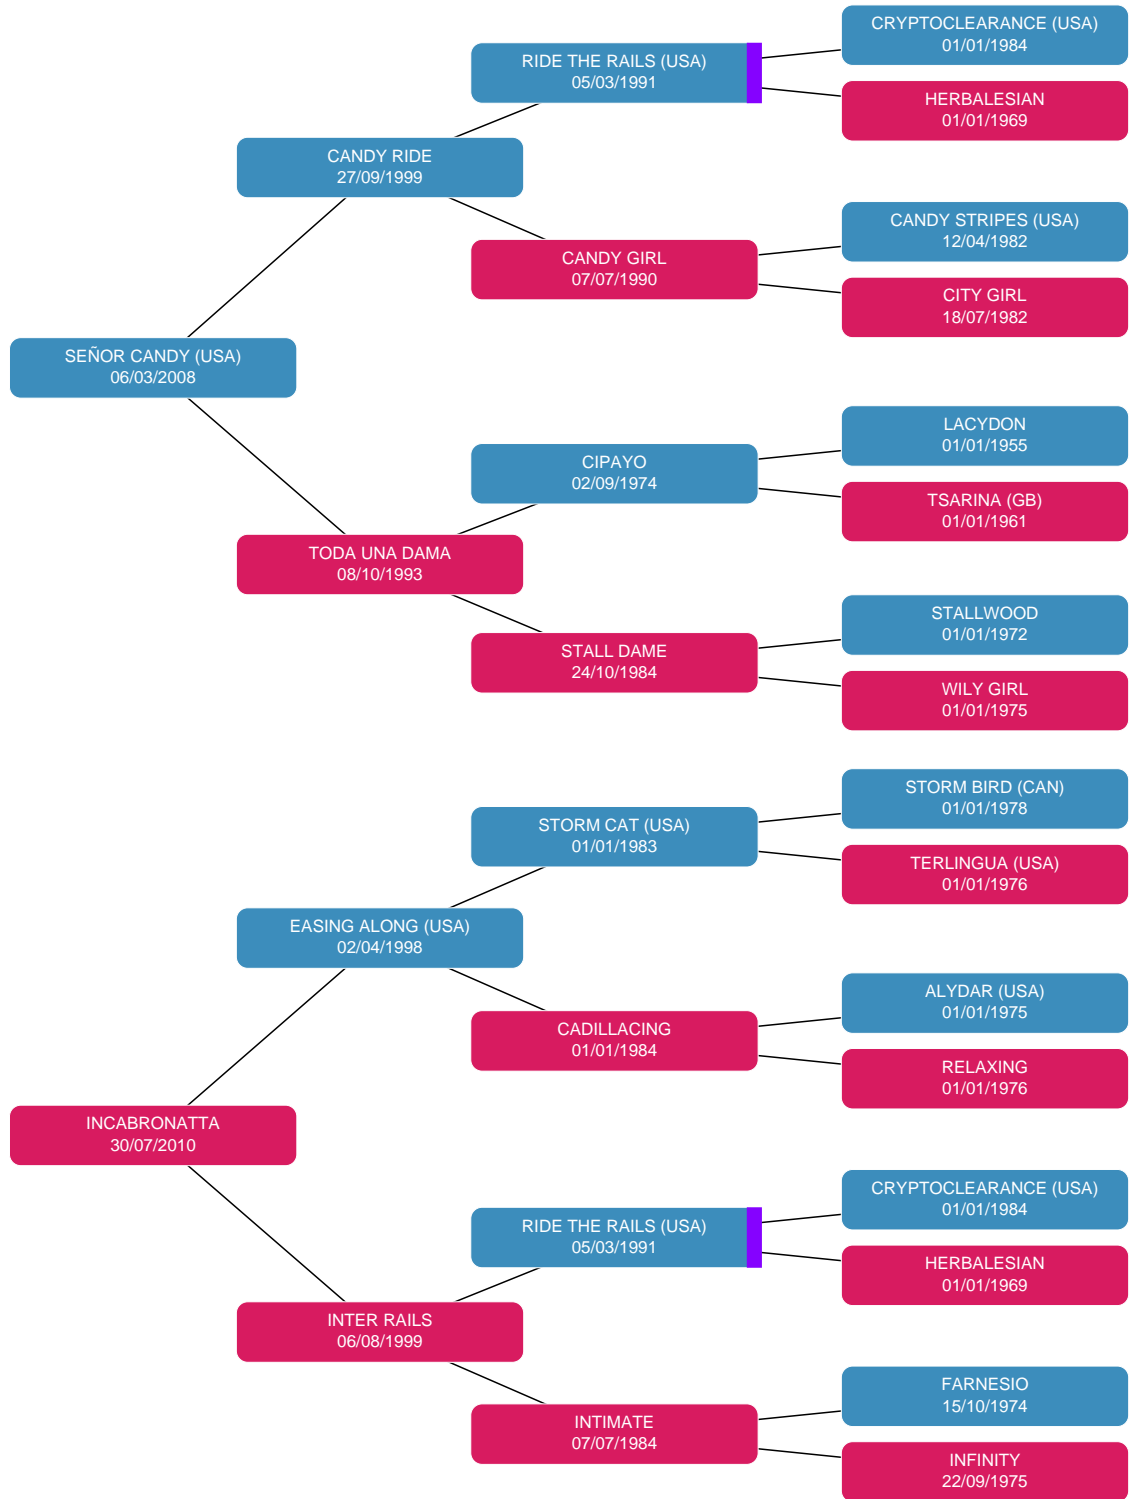 CRYPTOCLEARANCE (USA)
01/01/1984
RIDE THE RAILS (USA)
05/03/1991
HERBALESIAN
01/01/1969
CANDY RIDE
27/09/1999
CANDY STRIPES (USA)
12/04/1982
CANDY GIRL
07/07/1990
CITY GIRL
18/07/1982
SEÑOR CANDY (USA)
06/03/2008
LACYDON
01/01/1955
CIPAYO
02/09/1974
TSARINA (GB)
01/01/1961
TODA UNA DAMA
08/10/1993
STALLWOOD
01/01/1972
STALL DAME
24/10/1984
WILY GIRL
01/01/1975
STORM BIRD (CAN)
01/01/1978
STORM CAT (USA)
01/01/1983
TERLINGUA (USA)
01/01/1976
EASING ALONG (USA)
02/04/1998
ALYDAR (USA)
01/01/1975
CADILLACING
01/01/1984
RELAXING
01/01/1976
INCABRONATTA
30/07/2010
CRYPTOCLEARANCE (USA)
01/01/1984
RIDE THE RAILS (USA)
05/03/1991
HERBALESIAN
01/01/1969
INTER RAILS
06/08/1999
FARNESIO
15/10/1974
INTIMATE
07/07/1984
INFINITY
22/09/1975